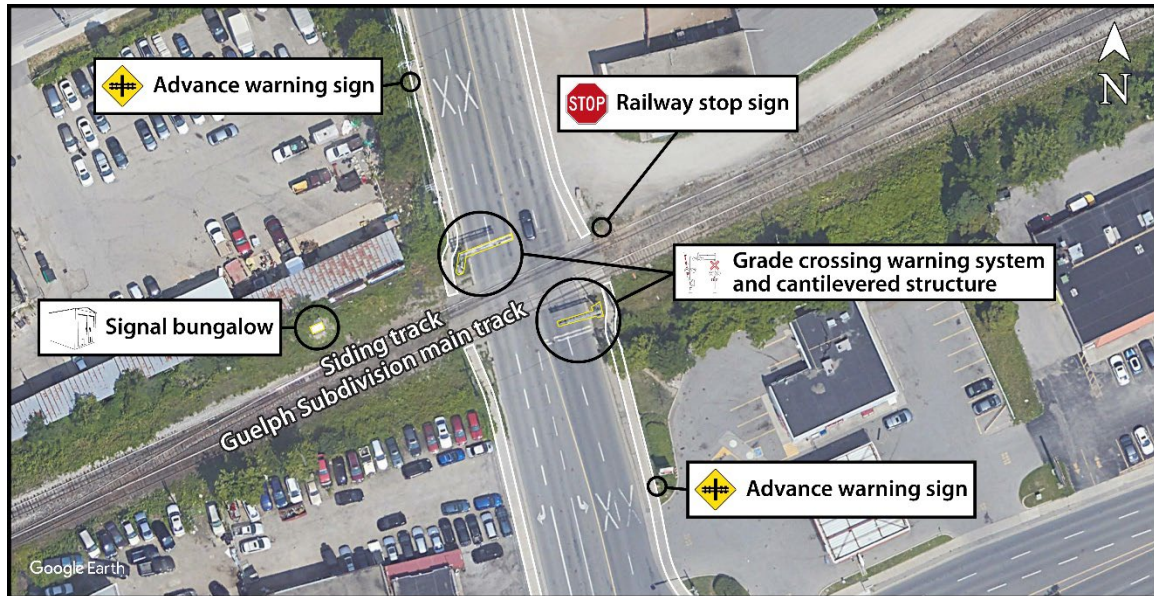 Advance warning sign
STOP
Railway stop sign
N
Grade crossing warning system
and cantilevered structure
Signal bungalow
Siding track
Guelph Subdivision main track
Advance warning sign
Google Earth